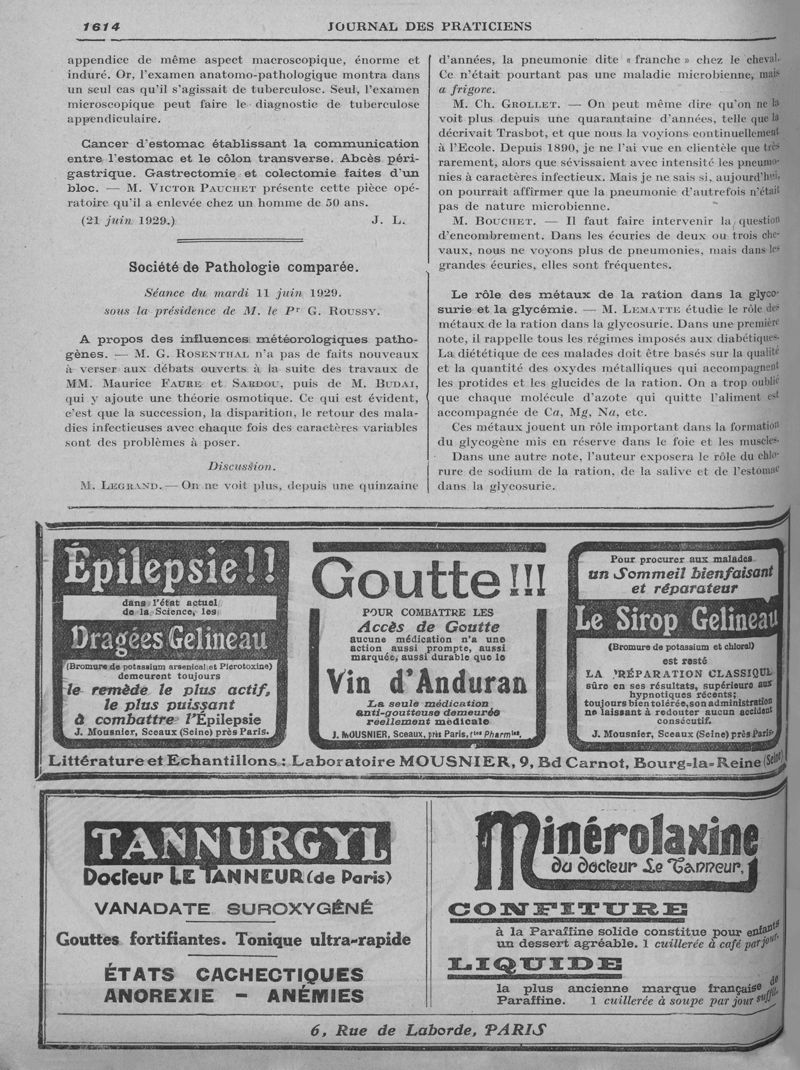 1614
JOURNAL DES PRATICIENS
appendice de même aspect macroscopique, énorme et
induré. Or, l'examen anatomo-pathologique montra dans
un seul cas qu'il s'agissait de tuberculose. Seul, l'examen
microscopique peut faire le diagnostic de tuberculose
appendiculaire.
Cancer d'estomac établissant la communication
entre l'estomac et le côlon transverse. Abcès péri-
gastrique. Gastrectomie et colectomie faites d'un
bloc. — M. VICTOR PAUCHET présente cette pièce opé-
ratoire qu'il a enlevée chez un homme de 50 ans.
(21 juin 1929.) J. L.
Société de Pathologie comparée.
Séance du mardi 11 juin 1929.
sous la présidence de M. le Pr G. ROUSSY.
A propos des influences météorologiques patho-
gènes. — M. G. ROSENTHAL n'a pas de faits nouveaux
à verser aux débats ouverts à la suite des travaux de
MM. Maurice FAURE et SARDOU, puis de M. BUDAI,
qui y ajoute une théorie osmotique. Ce qui est évident,
c'est que la succession, la disparition, le retour des mala-
dies infectieuses avec chaque fois des caractères variables
sont des problèmes à poser.
Discussion.
M. LEGRAND. — On ne voit plus, depuis une quinzaine
d'années, la pneumonie dite « franche » chez le cheval.
Ce n'était pourtant pas une maladie microbienne, mais
a frigore.
M. Ch. GROLLET. — On peut même dire qu'on ne la
voit plus depuis une quarantaine d'années, telle que la
décrivait Trasbot, et que nous la voyions continuellement
à l'Ecole. Depuis 1890, je ne l'ai vue en clientèle que très
rarement, alors que sévissaient avec intensité les pneumo-
nies à caractères infectieux. Mais je ne sais si, aujourd'hui,
on pourrait affirmer que la pneumonie d'autrefois n'était
pas de nature microbienne.
M. BOUCHET. — Il faut faire intervenir la question
d'encombrement. Dans les écuries de deux ou trois che-
vaux, nous ne voyons plus de pneumonies, mais dans les
grandes écuries, elles sont fréquentes.
Le rôle des métaux de la ration dans la glyco-
surie et la glycémie. — M. LEMATTE étudie le rôle des
métaux de la ration dans la glycosurie. Dans une première
note, il rappelle tous les régimes imposés aux diabétiques.
La diététique de ces malades doit être basés sur la qualité
et la quantité des oxydes métalliques qui accompagnent
les protides et les glucides de la ration. On a trop oublié
que chaque molécule d'azote qui quitte l'aliment est
accompagnée de Ca, Mg, Na, etc.
Ces métaux jouent un rôle important dans la formation
du glycogène mis en réserve dans le foie et les muscles.
Dans une autre note, l'auteur exposera le rôle du chlo-
rure de sodium de la ration, de la salive et de l'estomac
dans la glycosurie.
Épilepsie!!
dans l'état actuel
de la Science, les
Dragées Gelineau
(Bromure de potassium arsenical et Picrotoxine)
demeurent toujours
le remède le plus actif,
le plus puissant
à combattre l'Épilepsie
J. Mousnier, Sceaux (Seine) près Paris.
Goutte!!!
POUR COMBATTRE LES
Accès de Goutte
aucune médication n'a une
action aussi prompte, aussi
marquée, aussi durable que le
Vin d'Anduran
La seule médication
anti-goutteuse demeurée
réellement médicale
J. MOUSNIER, Sceaux, près Paris, ttes Pharmies.
Pour procurer aux malades
un Sommeil bienfaisant
et réparateur
Le Sirop Gelineau
(Bromure de potassium et chloral)
est resté
LA PRÉPARATION CLASSIQUE
sûre en ses résultats, supérieure aux
hypnotiques récents;
toujours bien tolérée, son administration
ne laissant à redouter aucun accident
consécutif.
J. Mousnier, Sceaux (Seine) près Paris
Littérature et Echantillons : Laboratoire MOUSNIER, 9, Bd Carnot, Bourg-la-Reine (Seine)
TANNURGYL
Docteur LE TANNEUR (de Paris)
VANADATE SUROXYGÉNÉ
Gouttes fortifiantes. Tonique ultra-rapide
ÉTATS CACHECTIQUES
ANOREXIE - ANÉMIES
Minérolaxine
du docteur Le Tanneur.
CONFITURE
à la Paraffine solide constitue pour enfants
un dessert agréable. 1 cuillerée à café par jour.
LIQUIDE
la plus ancienne marque française de
Paraffine. 1 cuillerée à soupe par jour suffit.
6, Rue de Laborde, PARIS